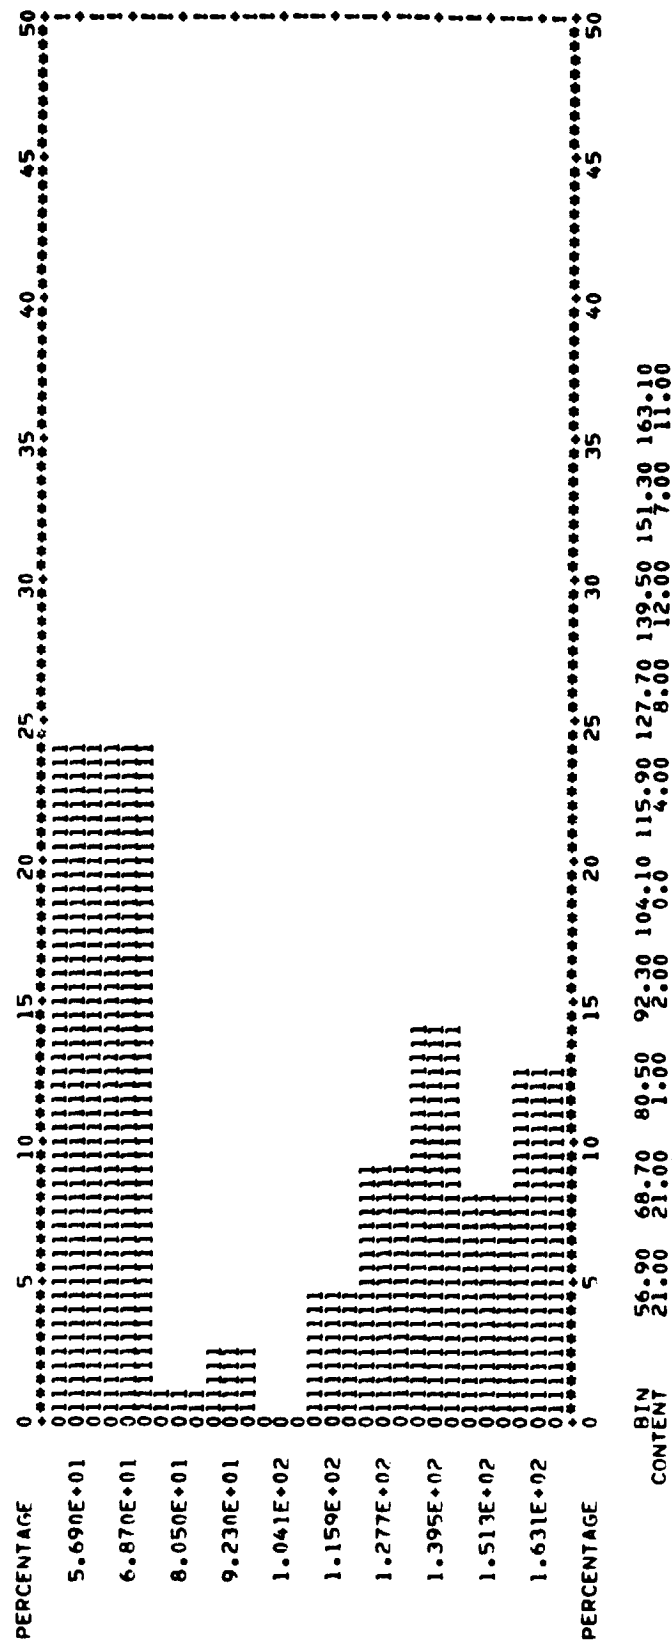 PERCENTAGE 0 5 10 15 20 25 30 35 40 45 50
5.690E+01
6.870E+01
8.050E+01
9.230E+01
1.041E+02
1.159E+02
1.277E+02
1.395E+02
1.513E+02
1.631E+02
PERCENTAGE 0 5 10 15 20 25 30 35 40 45 50
BIN 56.90 68.70 80.50 92.30 104.10 115.90 127.70 139.50 151.30 163.10
CONTENT 21.00 21.00 1.00 2.00 0.0 4.00 8.00 12.00 7.00 11.00